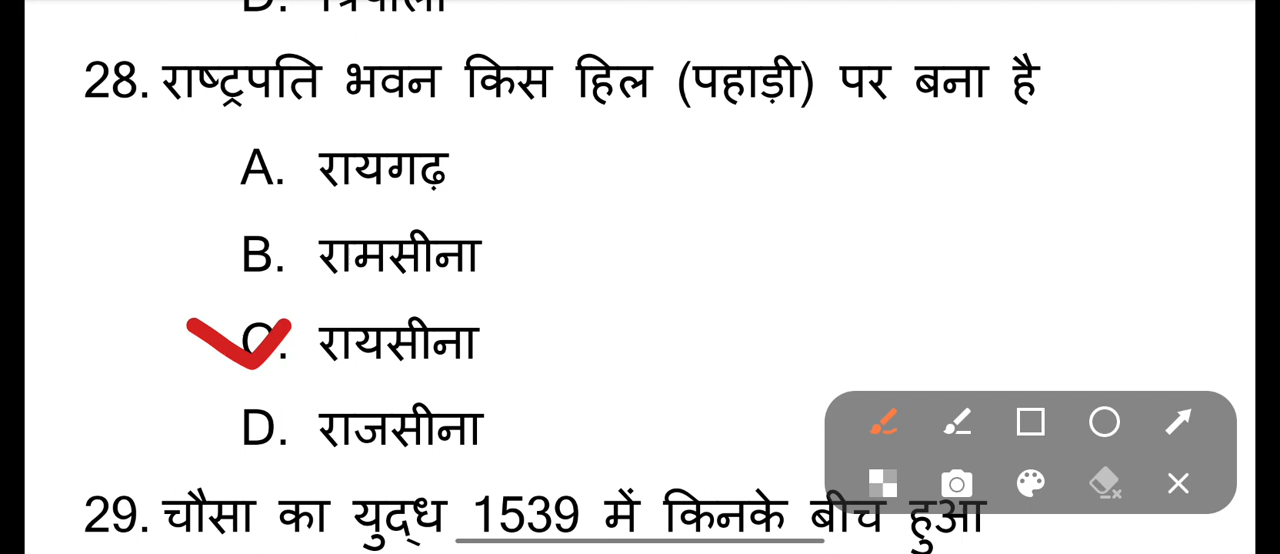 28. राष्ट्रपति भवन किस हिल (पहाड़ी) पर बना है
A. रायगढ़
B. रामसीना
C. रायसीना
D. राजसीना
29. चौसा का युद्ध 1539 में किनके बीच हुआ